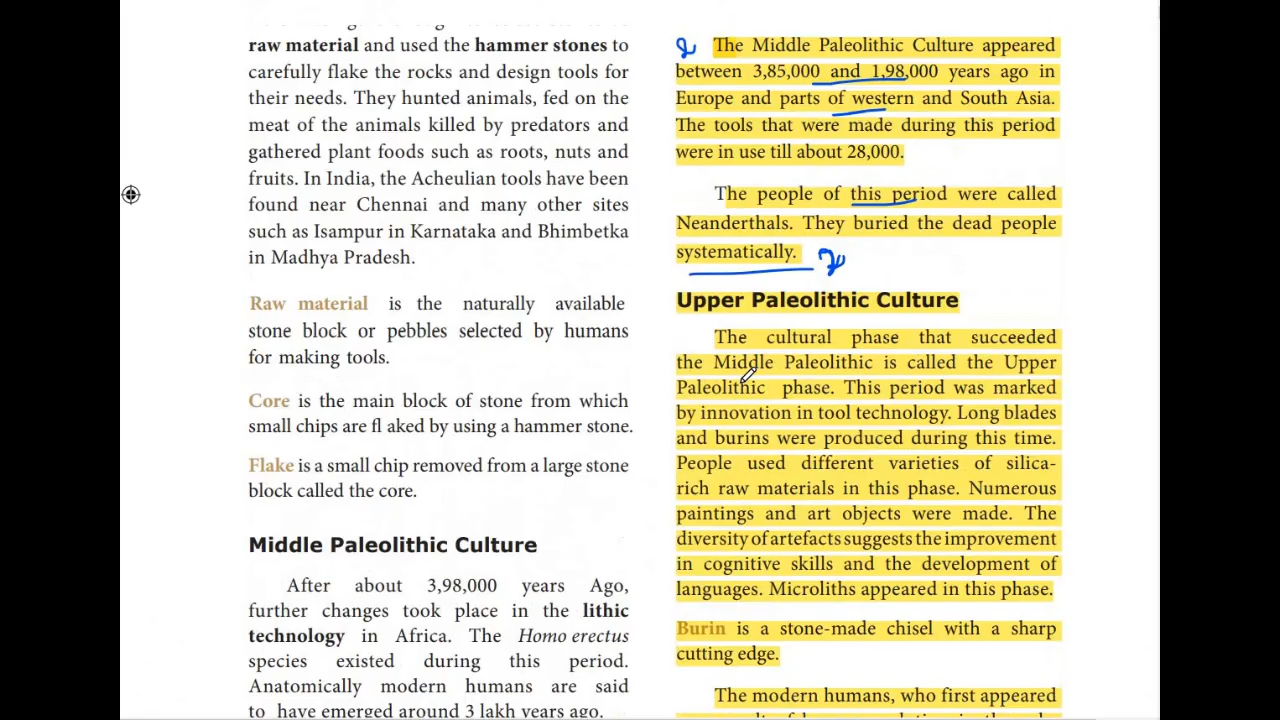 raw material and used the hammer stones to
carefully flake the rocks and design tools for
their needs. They hunted animals, fed on the
meat of the animals killed by predators and
gathered plant foods such as roots, nuts and
fruits. In India, the Acheulian tools have been
found near Chennai and many other sites
such as Isampur in Karnataka and Bhimbetka
in Madhya Pradesh.
Raw material is the naturally available
stone block or pebbles selected by humans
for making tools.
Core is the main block of stone from which
small chips are fl aked by using a hammer stone.
Flake is a small chip removed from a large stone
block called the core.
Middle Paleolithic Culture
After about 3,98,000 years Ago,
further changes took place in the lithic
technology in Africa. The Homo erectus
species existed during this period.
Anatomically modern humans are said
to have emerged around 3 lakh years ago.
The Middle Paleolithic Culture appeared
between 3,85,000 and 1,98,000 years ago in
Europe and parts of western and South Asia.
The tools that were made during this period
were in use till about 28,000.
The people of this period were called
Neanderthals. They buried the dead people
systematically.
Upper Paleolithic Culture
The cultural phase that succeeded
the Middle Paleolithic is called the Upper
Paleolithic phase. This period was marked
by innovation in tool technology. Long blades
and burins were produced during this time.
People used different varieties of silica-
rich raw materials in this phase. Numerous
paintings and art objects were made. The
diversity of artefacts suggests the improvement
in cognitive skills and the development of
languages. Microliths appeared in this phase.
Burin is a stone-made chisel with a sharp
cutting edge.
The modern humans, who first appeared